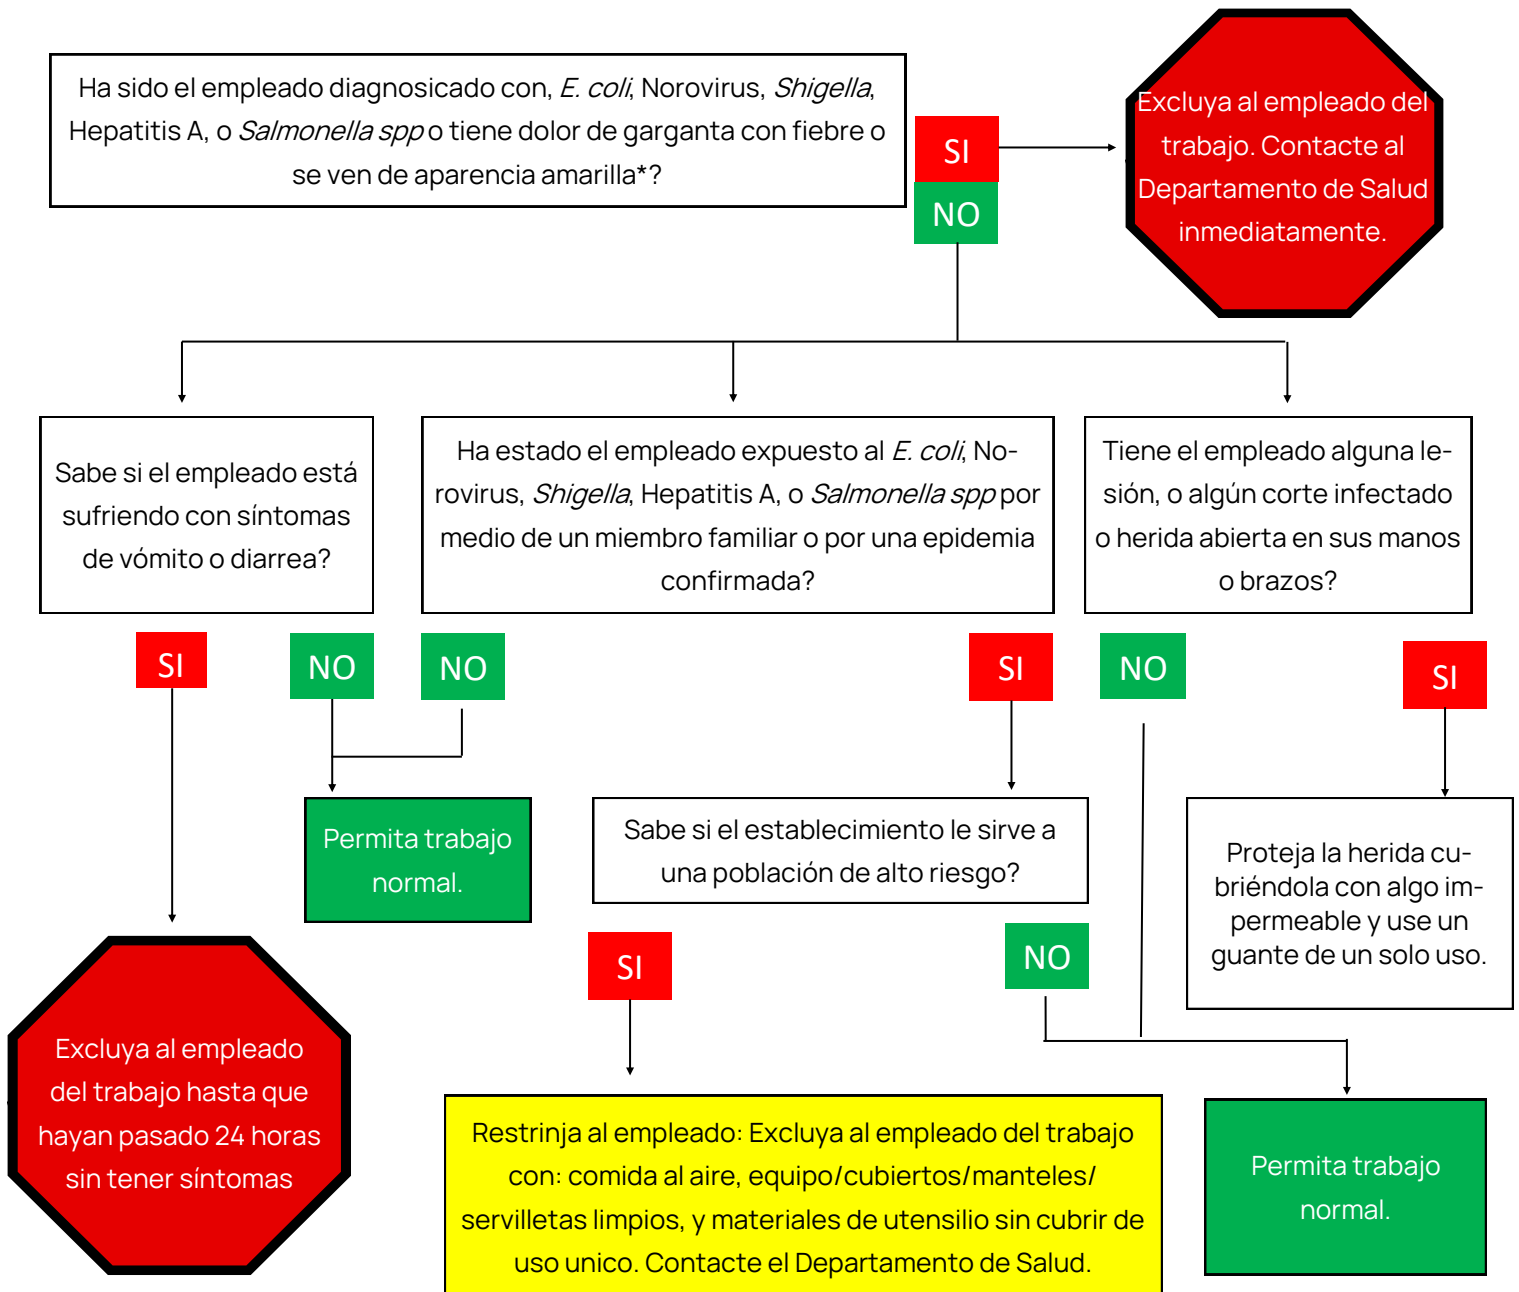 Ha sido el empleado diagnosicado con, E. coli, Norovirus, Shigella,
Hepatitis A, o Salmonella spp o tiene dolor de garganta con fiebre o
se ven de aparencia amarilla*?
SI
NO
Excluya al empleado del
trabajo. Contacte al
Departamento de Salud
inmediatamente.
Sabe si el empleado está
sufriendo con síntomas
de vómito o diarrea?
Ha estado el empleado expuesto al E. coli, No-
rovirus, Shigella, Hepatitis A, o Salmonella spp por
medio de un miembro familiar o por una epidemia
confirmada?
Tiene el empleado alguna le-
sión, o algún corte infectado
o herida abierta en sus manos
o brazos?
SI
NO
NO
SI
NO
SI
Permita trabajo
normal.
Sabe si el establecimiento le sirve a
una población de alto riesgo?
Proteja la herida cu-
briéndola con algo im-
permeable y use un
guante de un solo uso.
SI
NO
Excluya al empleado
del trabajo hasta que
hayan pasado 24 horas
sin tener síntomas
Restrinja al empleado: Excluya al empleado del trabajo
con: comida al aire, equipo/cubiertos/manteles/
servilletas limpios, y materiales de utensilio sin cubrir de
uso unico. Contacte el Departamento de Salud.
Permita trabajo
normal.